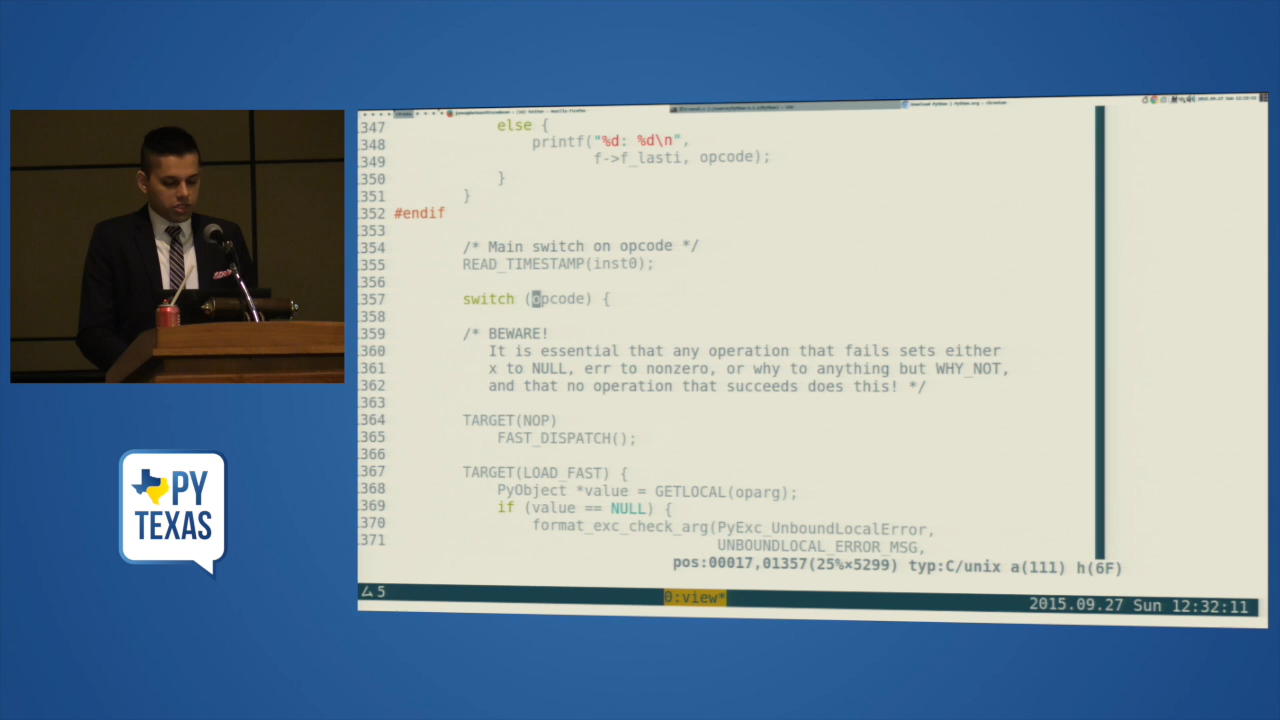 347 else {
348 printf("%d: %d\n",
349 f->f_lasti, opcode);
350 }
351 }
352 #endif
353
354 /* Main switch on opcode */
355 READ_TIMESTAMP(inst0);
356
357 switch (opcode) {
358
359 /* BEWARE!
360 It is essential that any operation that fails sets either
361 x to NULL, err to nonzero, or why to anything but WHY_NOT,
362 and that no operation that succeeds does this! */
363
364 TARGET(NOP)
365 FAST_DISPATCH();
366
367 TARGET(LOAD_FAST) {
368 PyObject *value = GETLOCAL(oparg);
369 if (value == NULL) {
370 format_exc_check_arg(PyExc_UnboundLocalError,
371 UNBOUNDLOCAL_ERROR_MSG,
pos:00017,01357(25%×5299) typ:C/unix a(111) h(6F)
5 0:view* 2015.09.27 Sun 12:32:11
PY
TEXAS